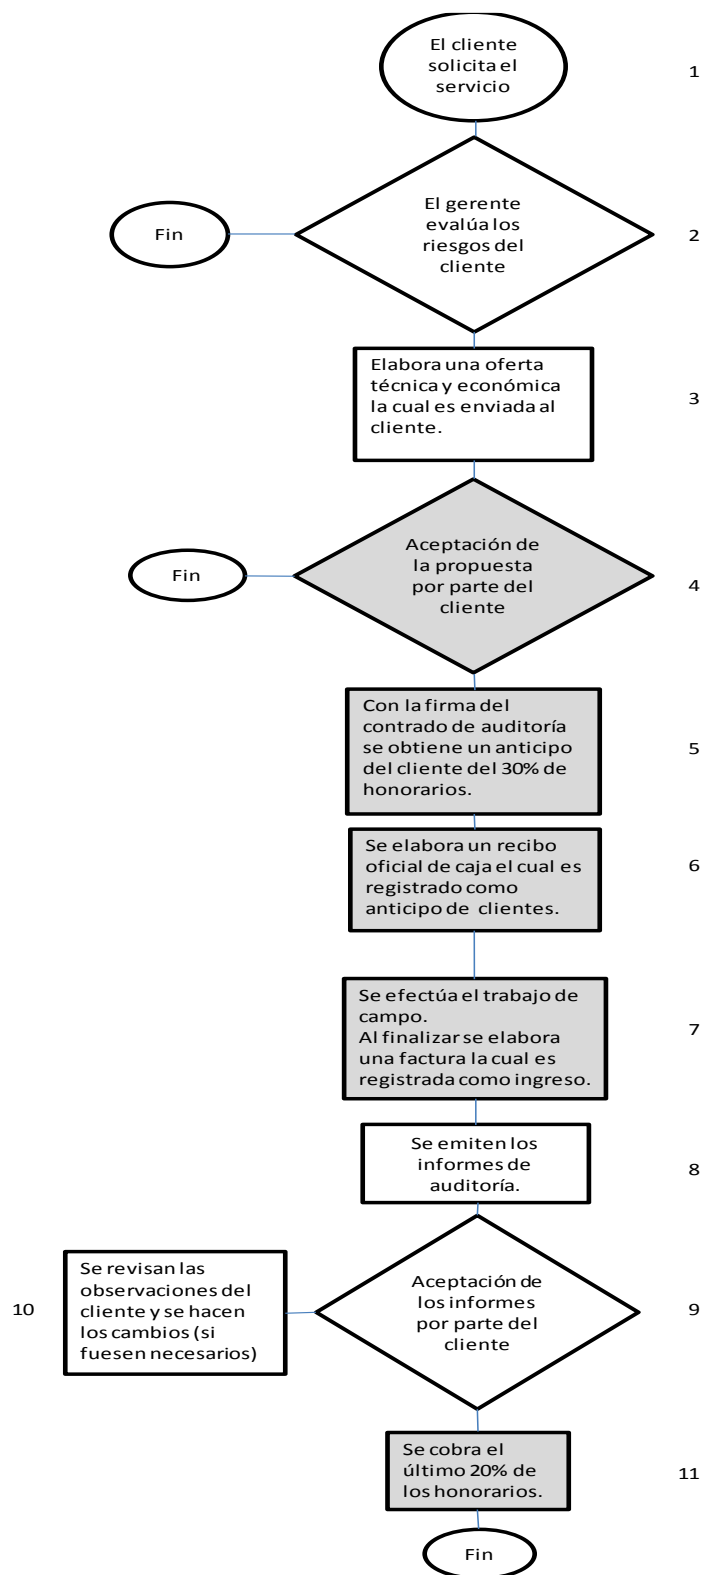 El cliente
solicita el
servicio
1
El gerente
evalúa los
riesgos del
cliente
Fin
2
Elabora una oferta
técnica y económica
la cual es enviada al
cliente.
3
Aceptación de
la propuesta
por parte del
cliente
Fin
4
Con la firma del
contrado de auditoría
se obtiene un anticipo
del cliente del 30% de
honorarios.
5
Se elabora un recibo
oficial de caja el cual es
registrado como
anticipo de clientes.
6
Se efectúa el trabajo de
campo.
Al finalizar se elabora
una factura la cual es
registrada como ingreso.
7
Se emiten los
informes de
auditoría.
8
Aceptación de
los informes
por parte del
cliente
9
10
Se revisan las
observaciones del
cliente y se hacen
los cambios (si
fuesen necesarios)
Se cobra el
último 20% de
los honorarios.
11
Fin